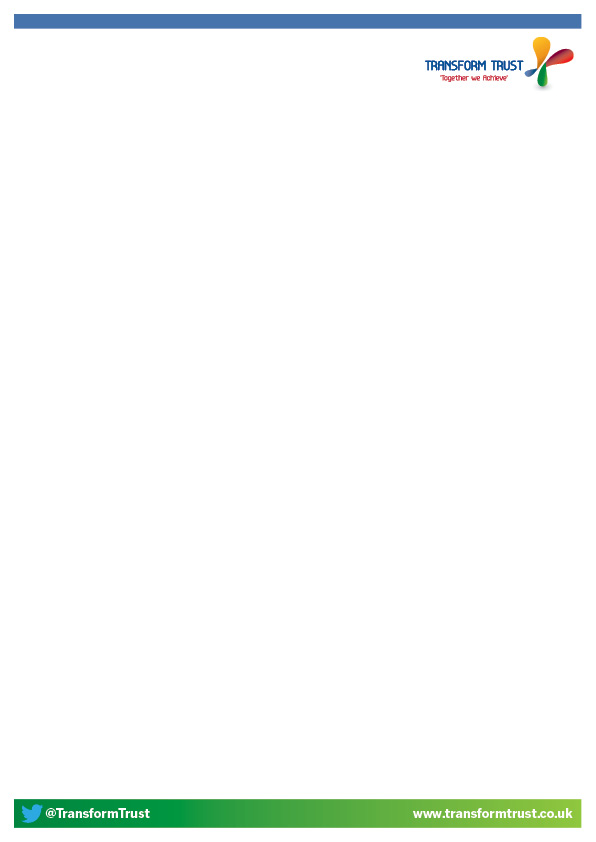 TRANSFORM TRUST
'Together we Achieve'
@TransformTrust
www.transformtrust.co.uk